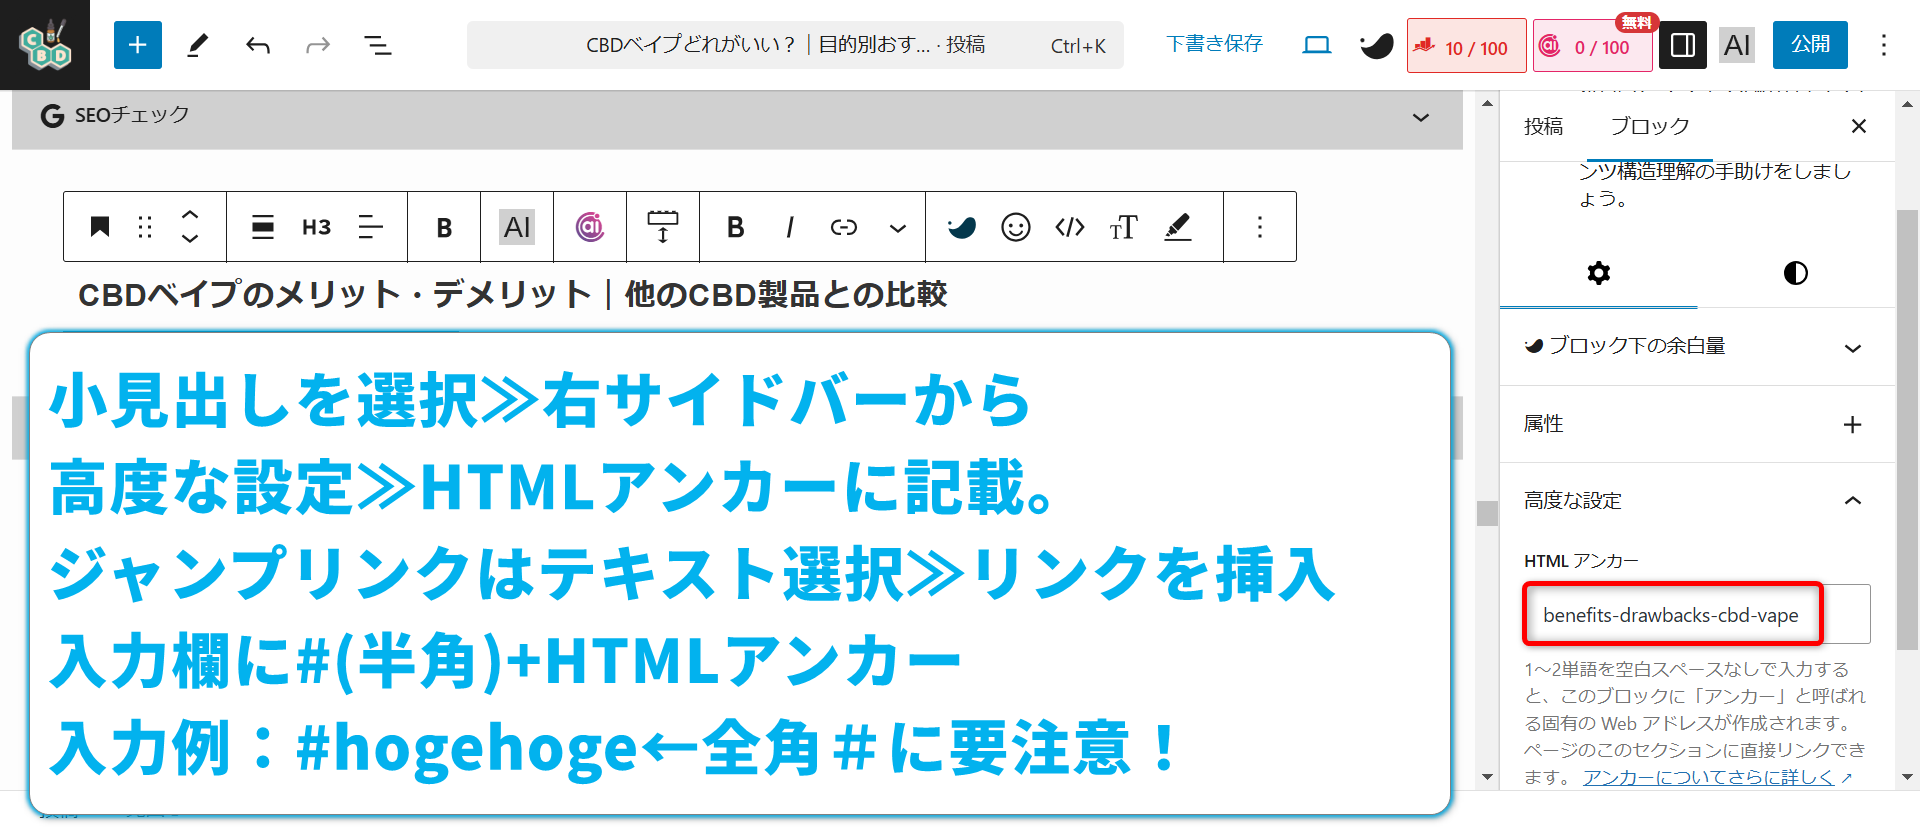 CBD
CBDベイプどれがいい？｜目的別おす… · 投稿
Ctrl+K
下書き保存
10 / 100
無料
0 / 100
AI
公開
SEOチェック
投稿
ブロック
ンツ構造理解の手助けをしまし
ょう。
H3
B
AI
B
I
TT
CBDベイプのメリット・デメリット｜他のCBD製品との比較
小見出しを選択≫右サイドバーから
高度な設定≫HTMLアンカーに記載。
ジャンプリンクはテキスト選択≫リンクを挿入
入力欄に#(半角)+HTMLアンカー
入力例：#hogehoge←全角＃に要注意！
ブロック下の余白量
属性
高度な設定
HTML アンカー
benefits-drawbacks-cbd-vape
1〜2単語を空白スペースなしで入力する
と、このブロックに「アンカー」と呼ばれ
る固有の Web アドレスが作成されます。
ページのこのセクションに直接リンクでき
ます。 アンカーについてさらに詳しく ↗